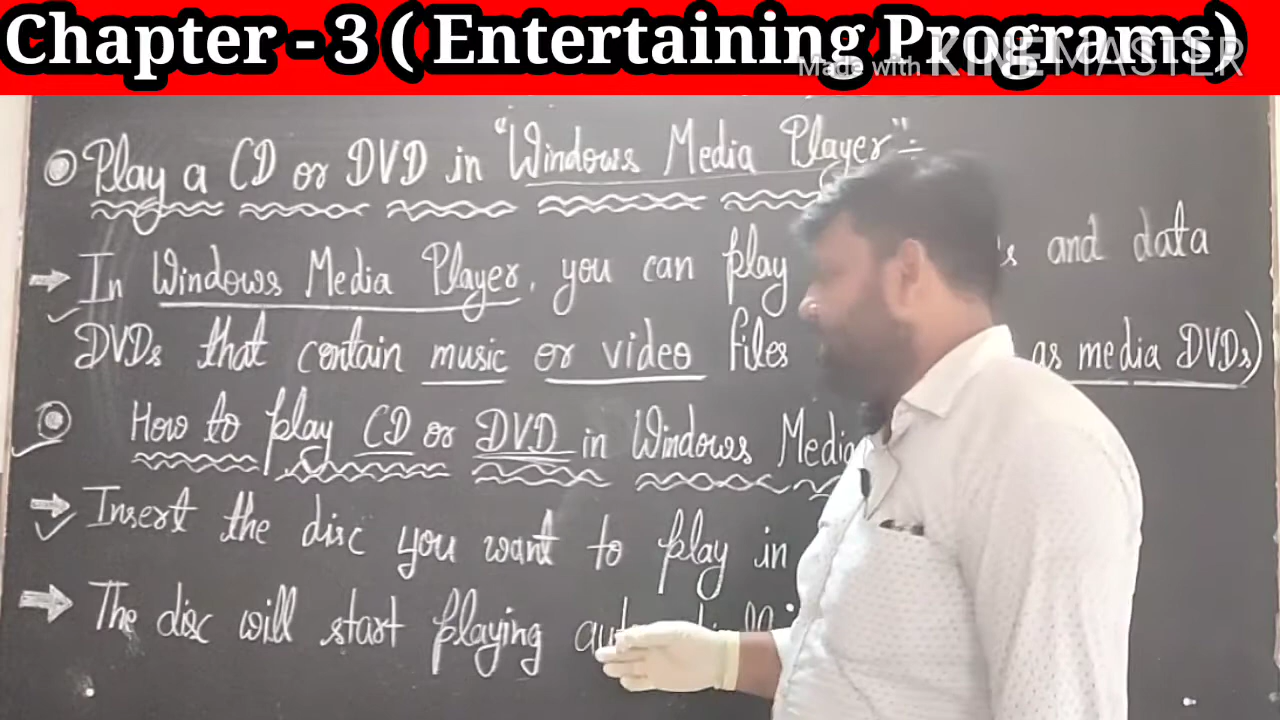 Chapter - 3 ( Entertaining Programs)
Made with KINEMASTER
Play a CD or DVD in "Windows Media Player" :-
In Windows Media Player, you can play and data
DVDs that contain music or video files as media DVDs)
How to play CD or DVD in Windows Media
Insert the disc you want to play in
The disc will start playing